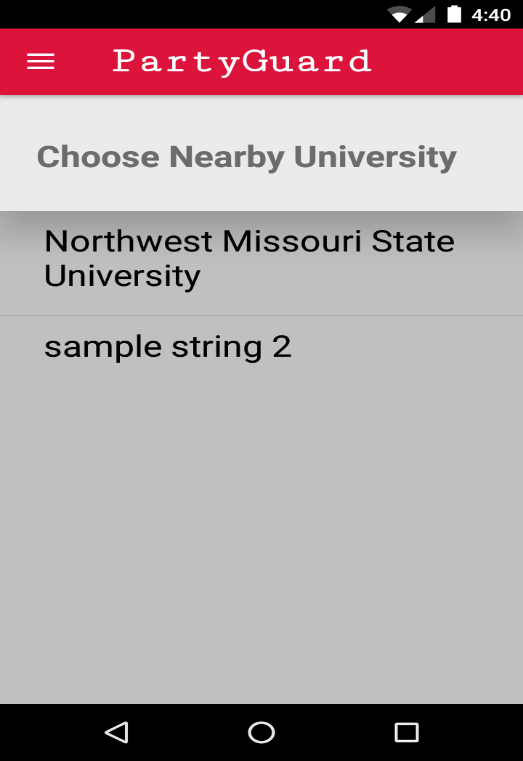 4:40
PartyGuard
Choose Nearby University
Northwest Missouri State
University
sample string 2